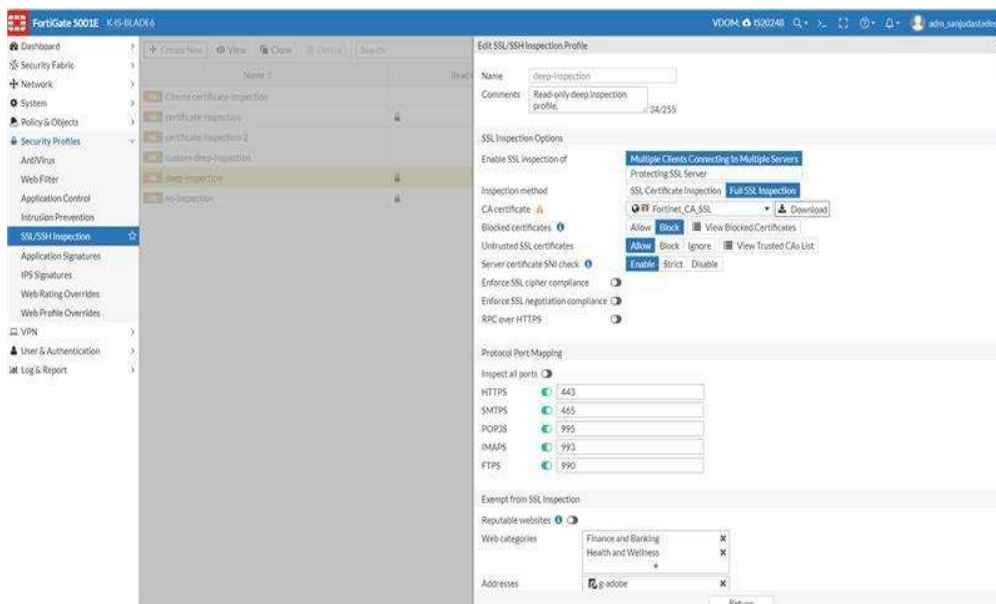 FortiGate 5001E K-IS-BLADE6
VDOM: IS20248
Dashboard
Security Fabric
Network
System
Policy & Objects
Security Profiles
AntiVirus
Web Filter
Application Control
Intrusion Prevention
SSL/SSH Inspection
Application Signatures
IPS Signatures
Web Rating Overrides
Web Profile Overrides
VPN
User & Authentication
Log & Report
+ Create New View Clone Delete Search
Name
certificate-inspection
certificate-inspection-2
custom-deep-inspection
deep-inspection
no-inspection
Edit SSL/SSH Inspection Profile
Name deep-inspection
Comments Read-only deep inspection
profile.
34/255
SSL Inspection Options
Enable SSL inspection of Multiple Clients Connecting to Multiple Servers
Protecting SSL Server
Inspection method SSL Certificate Inspection Full SSL Inspection
CA certificate Fortinet_CA_SSL Download
Blocked certificates Allow Block View Blocked Certificates
Untrusted SSL certificates Allow Block Ignore View Trusted CAs List
Server certificate SNI check Enable Strict Disable
Enforce SSL cipher compliance
Enforce SSL negotiation compliance
RPC over HTTPS
Protocol Port Mapping
Inspect all ports
HTTPS 443
SMTPS 465
POP3S 995
IMAPS 993
FTPS 990
Exempt from SSL Inspection
Reputable websites
Web categories Finance and Banking
Health and Wellness
+
Addresses g-adobe
Return